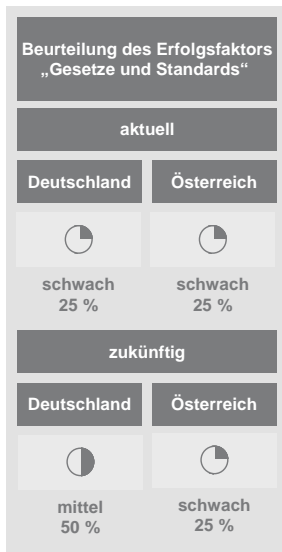 Beurteilung des Erfolgsfaktors
„Gesetze und Standards“
aktuell
Deutschland Österreich
schwach schwach
25 % 25 %
zukünftig
Deutschland Österreich
mittel schwach
50 % 25 %